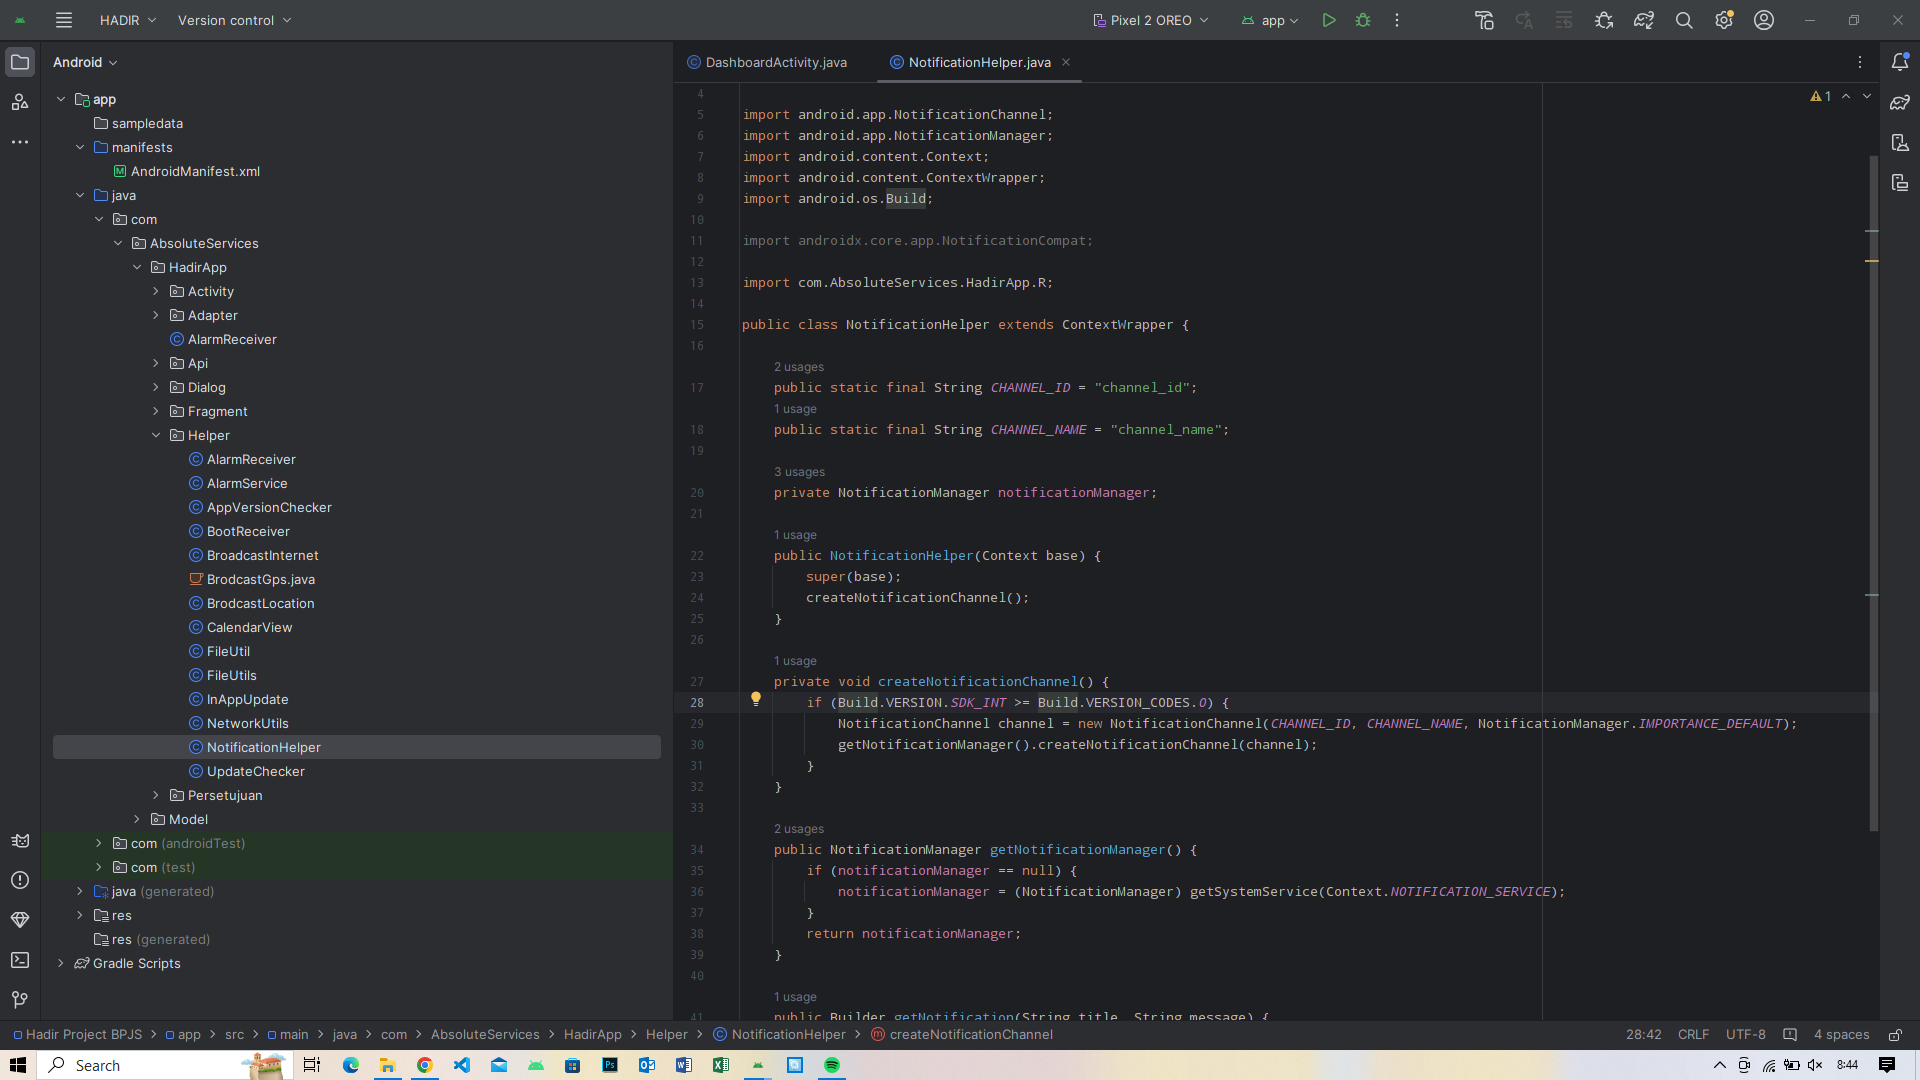 HADIR
Version control
Pixel 2 OREO
app
Android
DashboardActivity.java
NotificationHelper.java
app
sampledata
manifests
AndroidManifest.xml
java
com
AbsoluteServices
HadirApp
Activity
Adapter
AlarmReceiver
Api
Dialog
Fragment
Helper
AlarmReceiver
AlarmService
AppVersionChecker
BootReceiver
BroadcastInternet
BrodcastGps.java
BrodcastLocation
CalendarView
FileUtil
FileUtils
InAppUpdate
NetworkUtils
NotificationHelper
UpdateChecker
Persetujuan
Model
com (androidTest)
com (test)
java (generated)
res
res (generated)
Gradle Scripts
1
4
5 import android.app.NotificationChannel;
6 import android.app.NotificationManager;
7 import android.content.Context;
8 import android.content.ContextWrapper;
9 import android.os.Build;
10
11 import androidx.core.app.NotificationCompat;
12
13 import com.AbsoluteServices.HadirApp.R;
14
15 public class NotificationHelper extends ContextWrapper {
16
2 usages
17 public static final String CHANNEL_ID = "channel_id";
1 usage
18 public static final String CHANNEL_NAME = "channel_name";
19
3 usages
20 private NotificationManager notificationManager;
21
1 usage
22 public NotificationHelper(Context base) {
23 super(base);
24 createNotificationChannel();
25 }
26
1 usage
27 private void createNotificationChannel() {
28 if (Build.VERSION.SDK_INT >= Build.VERSION_CODES.O) {
29 NotificationChannel channel = new NotificationChannel(CHANNEL_ID, CHANNEL_NAME, NotificationManager.IMPORTANCE_DEFAULT);
30 getNotificationManager().createNotificationChannel(channel);
31 }
32 }
33
2 usages
34 public NotificationManager getNotificationManager() {
35 if (notificationManager == null) {
36 notificationManager = (NotificationManager) getSystemService(Context.NOTIFICATION_SERVICE);
37 }
38 return notificationManager;
39 }
40
1 usage
41 public Builder getNotification(String title, String message) {
Hadir Project BPJS > app > src > main > java > com > AbsoluteServices > HadirApp > Helper > NotificationHelper > createNotificationChannel
28:42 CRLF UTF-8 4 spaces
Search
8:44